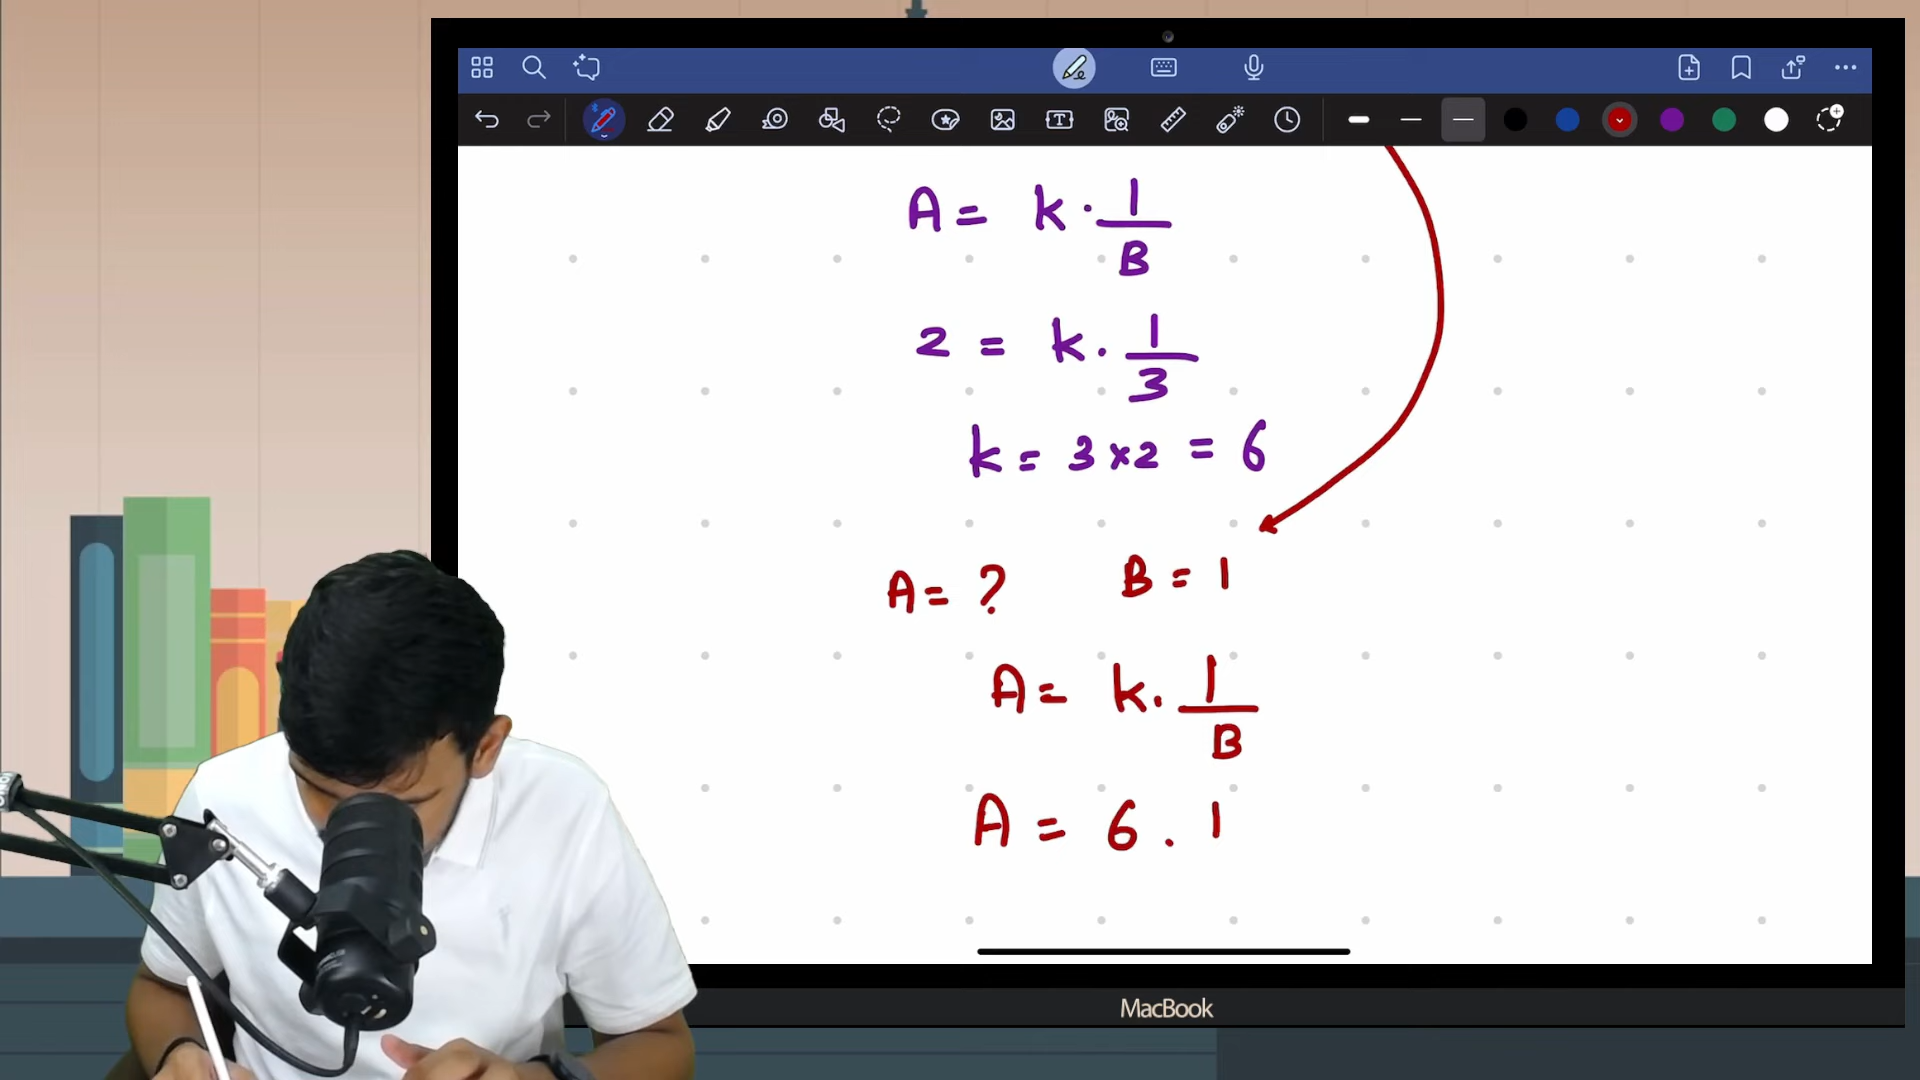 A = k · 1/B
2 = k · 1/3
k = 3 × 2 = 6
A = ? B = 1
A = k · 1/B
A = 6 · 1
MacBook